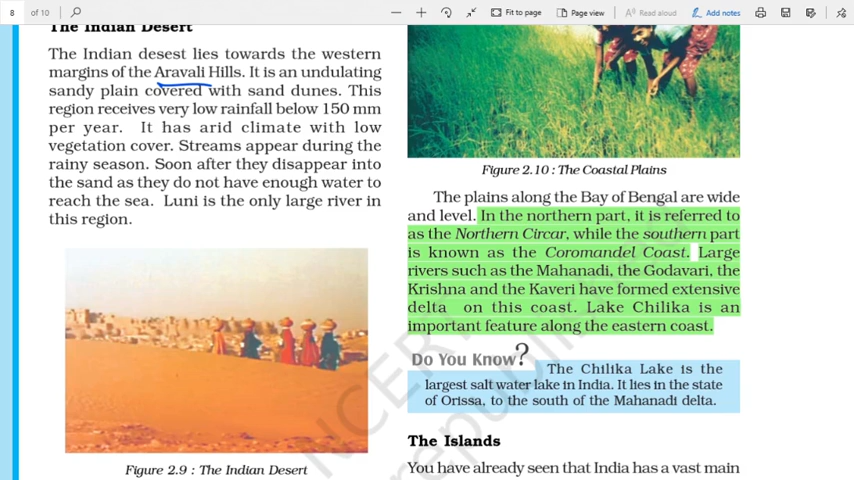 8
of 10
Fit to page
Page view
Read aloud
Add notes
The Indian Desert
The Indian desest lies towards the western
margins of the Aravali Hills. It is an undulating
sandy plain covered with sand dunes. This
region receives very low rainfall below 150 mm
per year. It has arid climate with low
vegetation cover. Streams appear during the
rainy season. Soon after they disappear into
the sand as they do not have enough water to
reach the sea. Luni is the only large river in
this region.
Figure 2.9 : The Indian Desert
Figure 2.10 : The Coastal Plains
The plains along the Bay of Bengal are wide
and level. In the northern part, it is referred to
as the Northern Circar, while the southern part
is known as the Coromandel Coast. Large
rivers such as the Mahanadi, the Godavari, the
Krishna and the Kaveri have formed extensive
delta on this coast. Lake Chilika is an
important feature along the eastern coast.
Do You Know?
The Chilika Lake is the
largest salt water lake in India. It lies in the state
of Orissa, to the south of the Mahanadi delta.
The Islands
You have already seen that India has a vast main
NCERT
republished